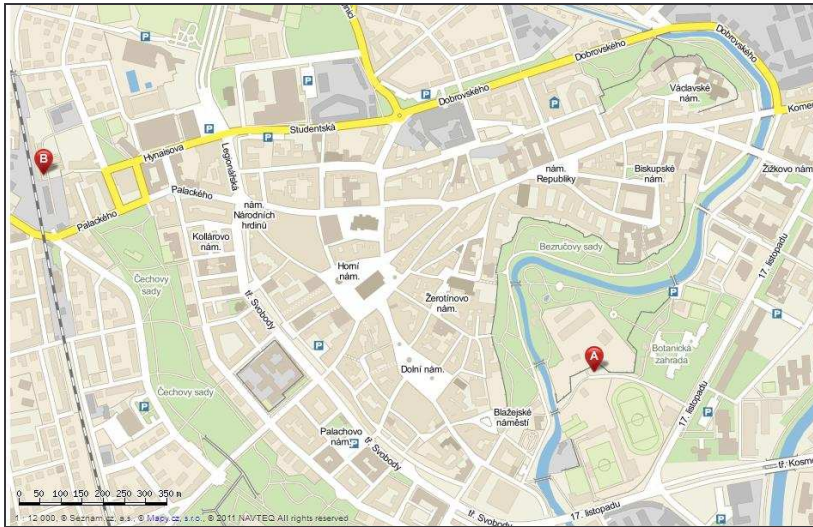 Dobrovského
Dobrovského
Dobrovského
Václavské
nám.
Komen
Studentská
B
Hynaisova
Legionářská
nám.
Republiky
Biskupské
nám.
Žižkovo nám.
Palackého
Palackého
nám.
Národních
hrdinů
Kollárovo
nám.
17. listopadu
Bezručovy sady
Horní
nám.
Čechovy
sady
Žerotínovo
nám.
tř. Svobody
A
Botanická
zahrada
Dolní nám.
Čechovy sady
17. listopadu
Blažejské
náměstí
Palachovo
nám.
tř. Svobody
tř. Kosmo
17. listopadu
tř. Svobody
0 50 100 150 200 250 300 350 m
1 : 12 000, © Seznam.cz, a.s., © Mapy.cz, s.r.o., © 2011 NAVTEQ All rights reserved